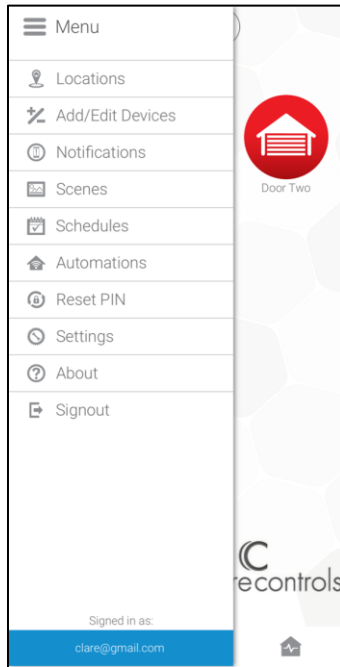 Menu
Locations
Add/Edit Devices
Notifications
Scenes
Schedules
Automations
Reset PIN
Settings
About
Signout
Door Two
recontrols
Signed in as:
clare@gmail.com